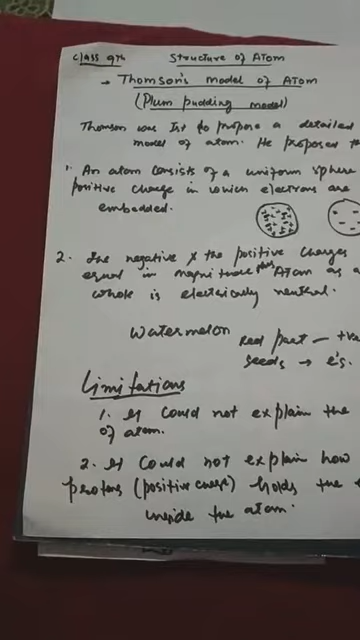 Class 9th Structure of Atom
→ Thomson's model of Atom
(Plum pudding model)
Thomson was Ist to propose a detailed
model of atom. He proposed
1. An atom consists of a uniform sphere
positive charge in which electrons are
embedded.
2. The negative & the positive charges
equal in magnitude Atom as a
whole is electrically neutral.
Watermelon Red part – +ve
seeds → e's.
Limitations
1. It could not explain the
of atom.
2. It could not explain how
protons (positive charge) holds the
inside the atom.